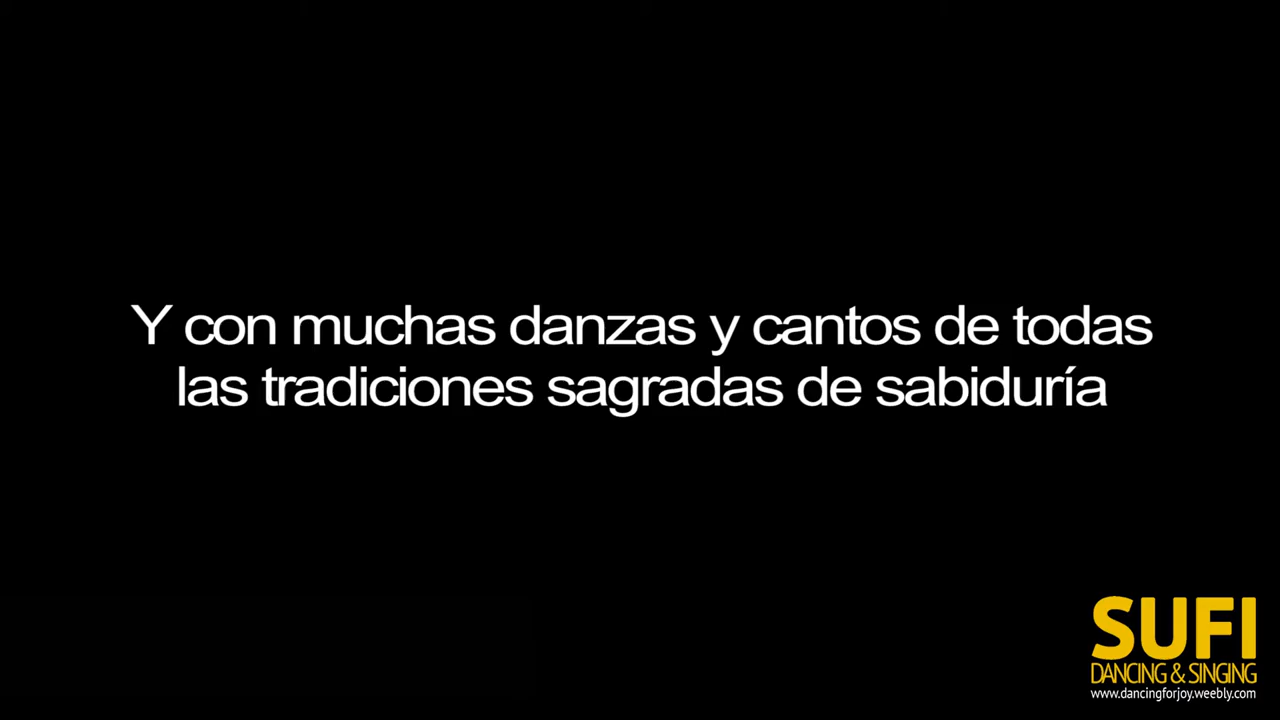 Y con muchas danzas y cantos de todas
las tradiciones sagradas de sabiduría
SUFI
DANCING & SINGING
www.dancingforjoy.weebly.com